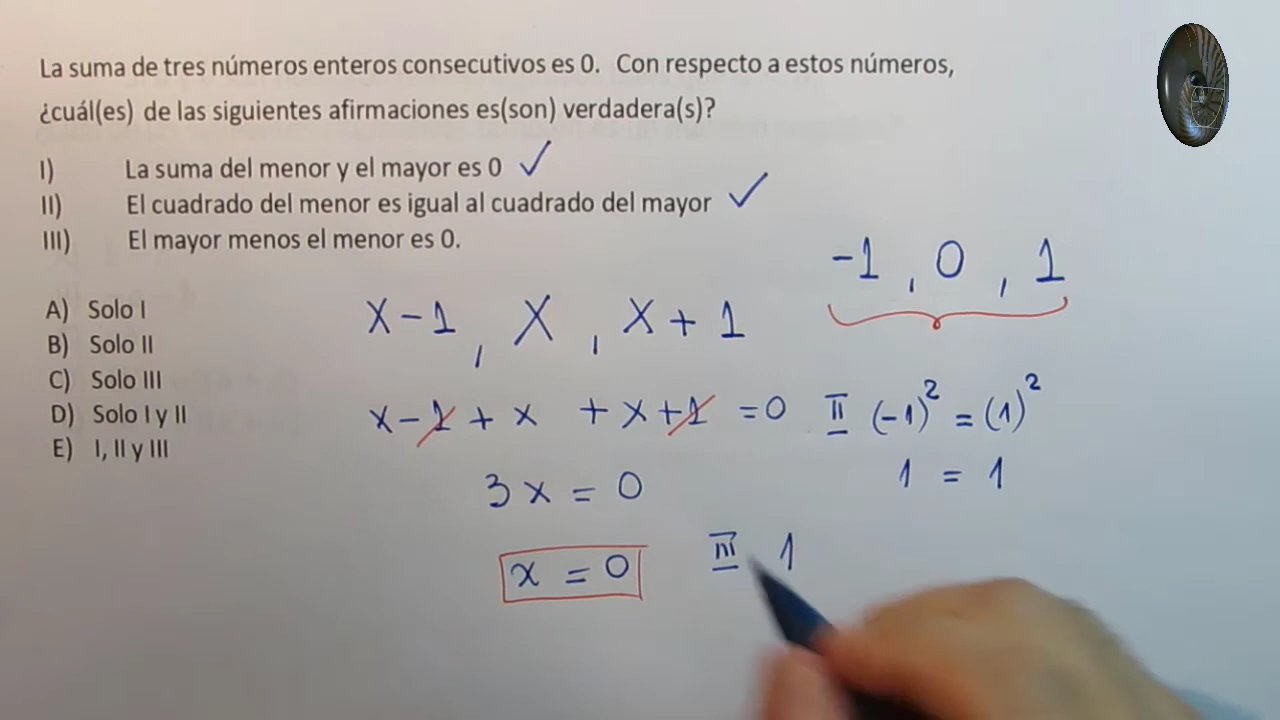 La suma de tres números enteros consecutivos es 0. Con respecto a estos números,
¿cuál(es) de las siguientes afirmaciones es(son) verdadera(s)?
I) La suma del menor y el mayor es 0 ✓
II) El cuadrado del menor es igual al cuadrado del mayor ✓
III) El mayor menos el menor es 0.
-1 , 0 , 1
A) Solo I
B) Solo II
C) Solo III
D) Solo I y II
E) I, II y III
x-1 , x , x+1
x-1 + x + x+1 = 0
3x = 0
x = 0
II (-1)² = (1)²
1 = 1
III 1